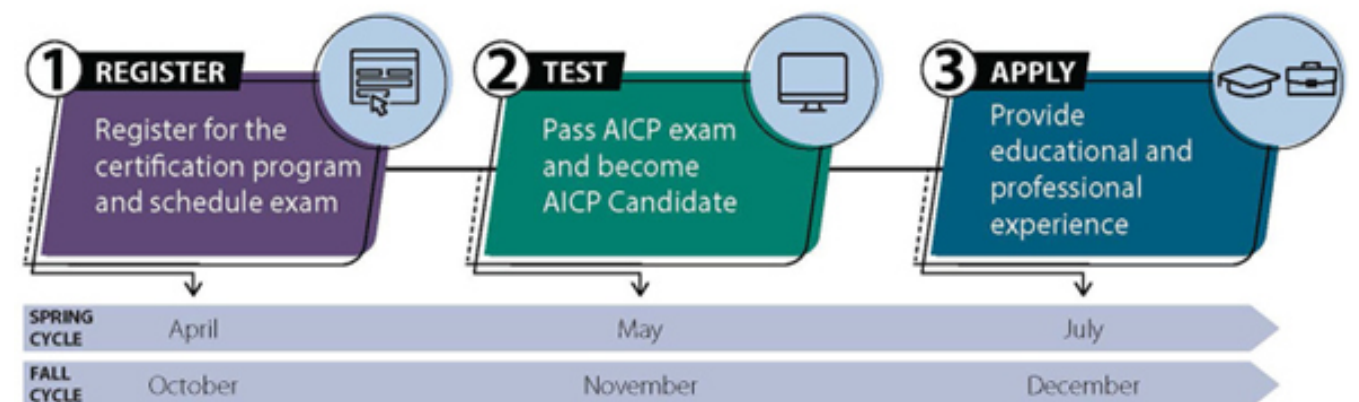 1 REGISTER
Register for the
certification program
and schedule exam
2 TEST
Pass AICP exam
and become
AICP Candidate
3 APPLY
Provide
educational and
professional
experience
SPRING
CYCLE
April
May
July
FALL
CYCLE
October
November
December